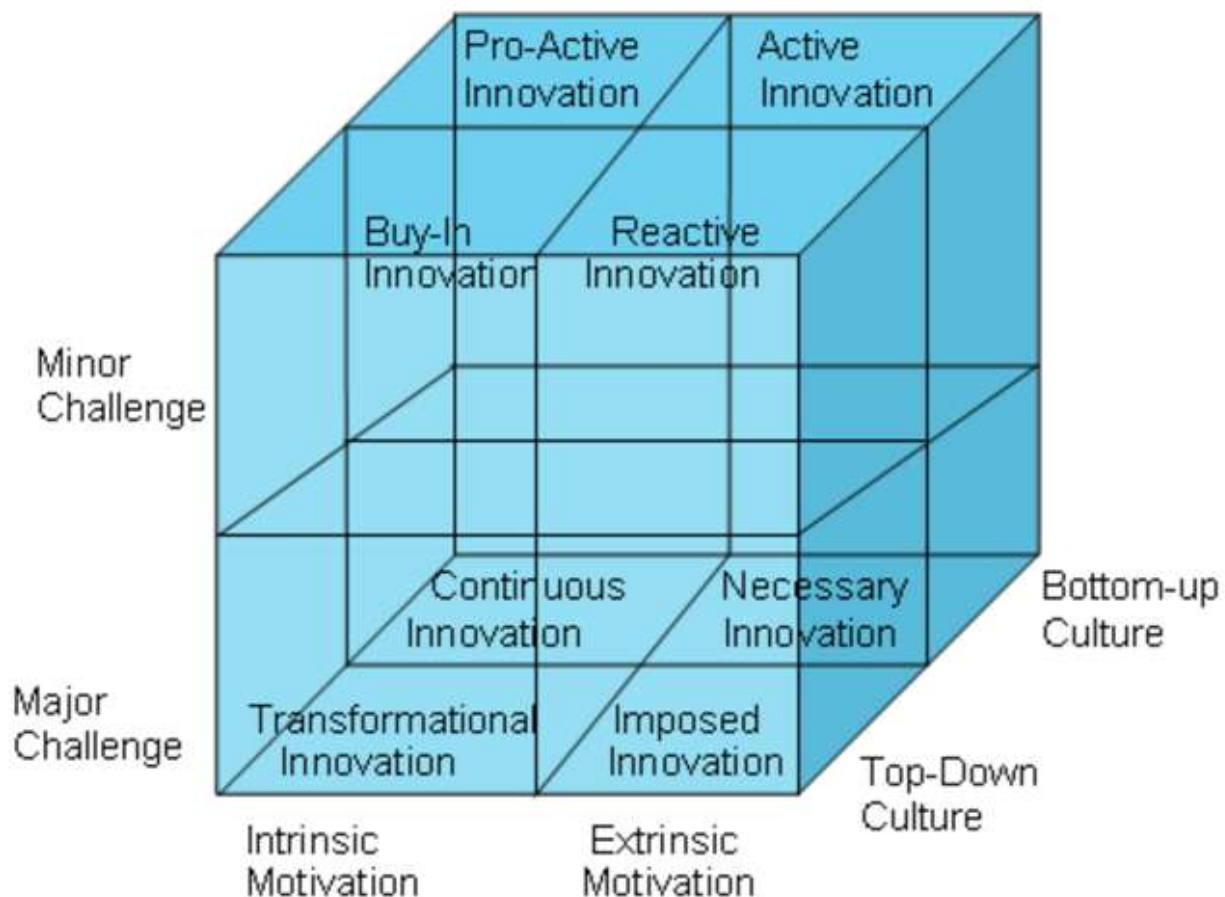 Pro-Active
Innovation
Active
Innovation
Buy-In
Innovation
Reactive
Innovation
Minor
Challenge
Continuous
Innovation
Necessary
Innovation
Bottom-up
Culture
Major
Challenge
Transformational
Innovation
Imposed
Innovation
Top-Down
Culture
Intrinsic
Motivation
Extrinsic
Motivation